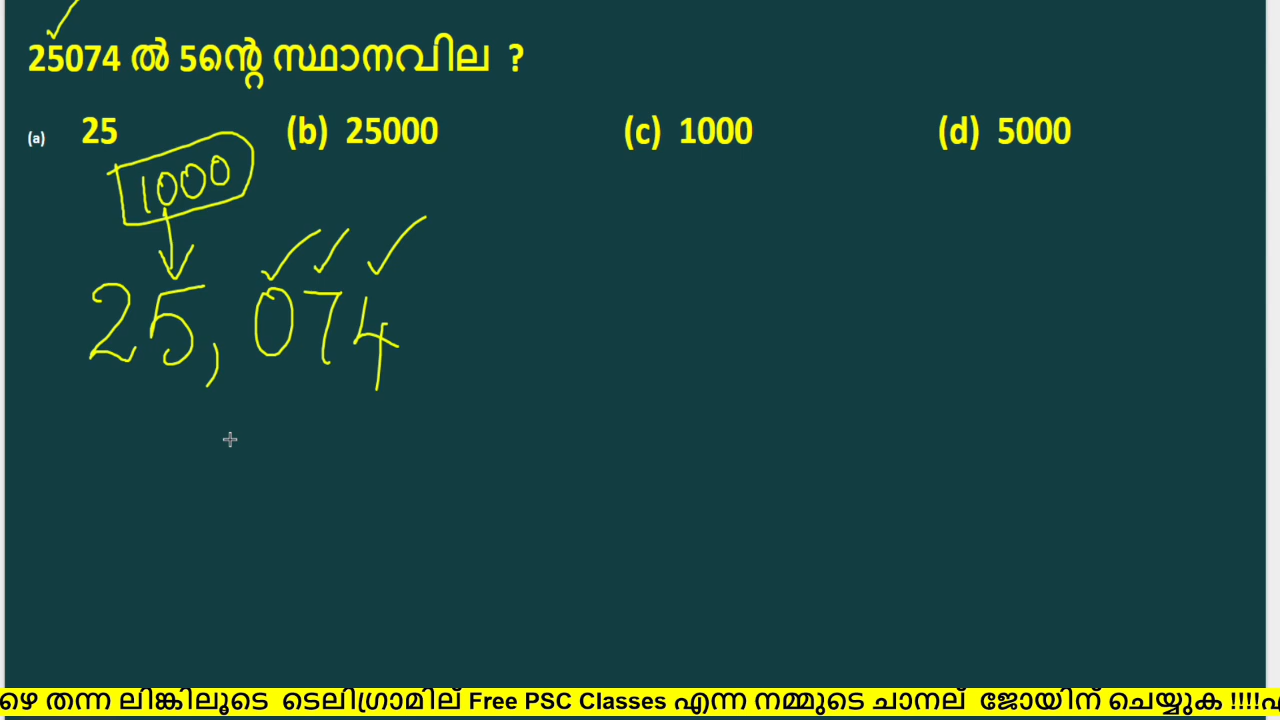 25074 ൽ 5ന്റെ സ്ഥാനവില ?
(a) 25 (b) 25000 (c) 1000 (d) 5000
1000
25,074
ഴെ തന്ന ലിങ്കിലൂടെ ടെലിഗ്രാമില് Free PSC Classes എന്ന നമ്മുടെ ചാനല് ജോയിന് ചെയ്യുക !!!!